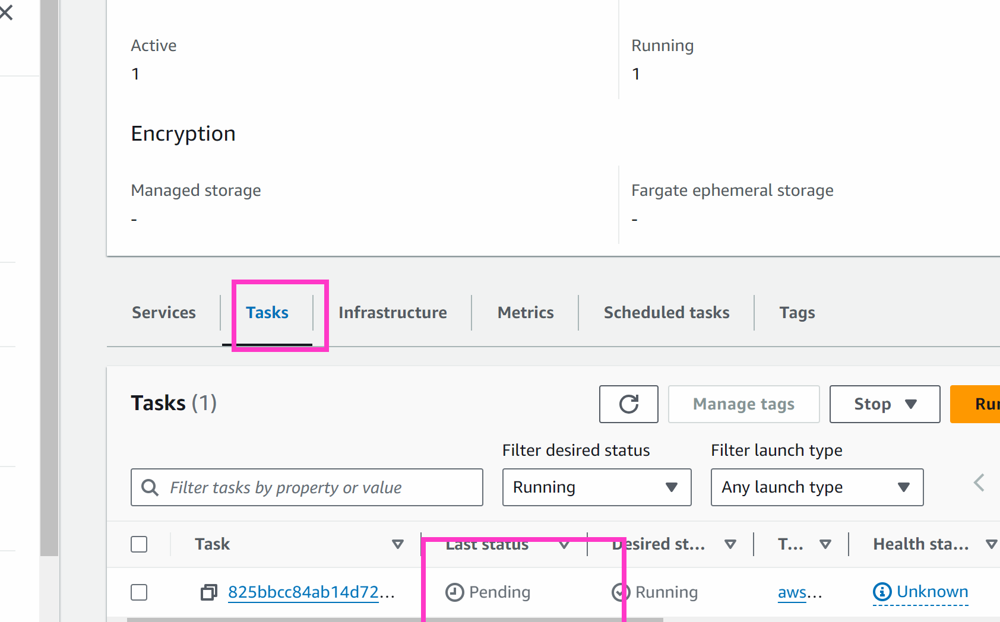 Active
Running
1
1
Encryption
Managed storage
Fargate ephemeral storage
-
-
Services Tasks Infrastructure Metrics Scheduled tasks Tags
Tasks (1)
Manage tags
Stop
Run
Filter desired status
Filter launch type
Filter tasks by property or value
Running
Any launch type
Task Last status Desired st... T... Health sta...
825bbcc84ab14d72... Pending Running aws... Unknown